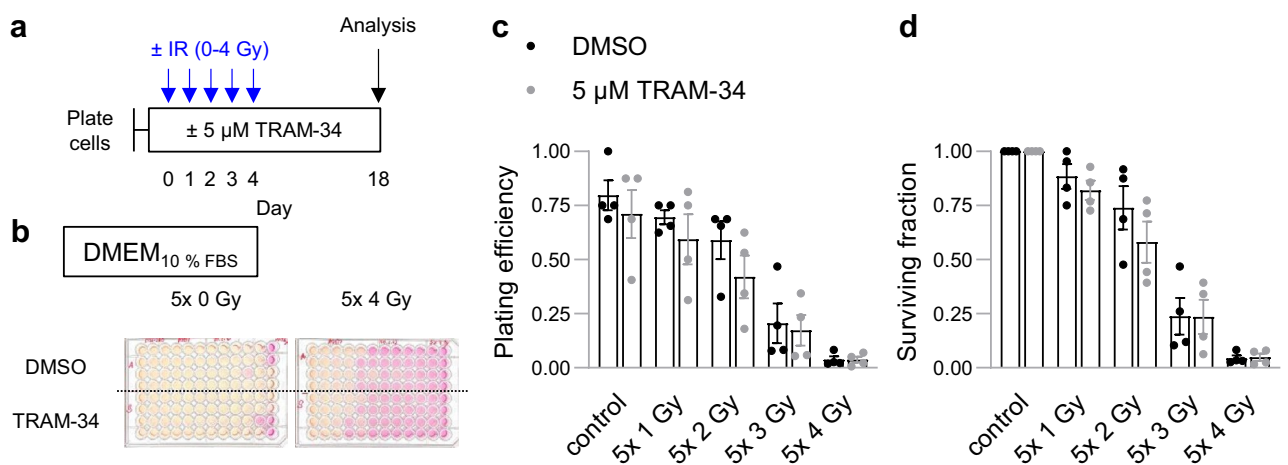 a
Analysis
± IR (0-4 Gy)
Plate
cells
± 5 µM TRAM-34
0 1 2 3 4 18
Day
b
DMEM10 % FBS
5x 0 Gy 5x 4 Gy
DMSO
TRAM-34
c
DMSO
5 µM TRAM-34
Plating efficiency
1.00
0.75
0.50
0.25
0.00
control
5x 1 Gy
5x 2 Gy
5x 3 Gy
5x 4 Gy
d
Surviving fraction
1.00
0.75
0.50
0.25
0.00
control
5x 1 Gy
5x 2 Gy
5x 3 Gy
5x 4 Gy